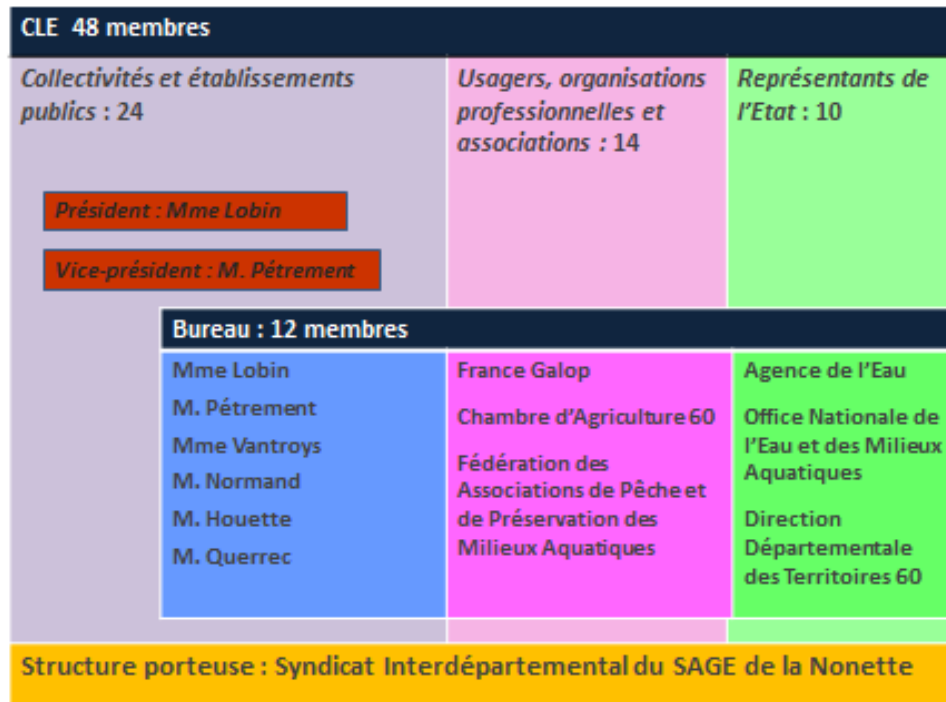 CLE 48 membres
Collectivités et établissements
publics : 24
Usagers, organisations
professionnelles et
associations : 14
Représentants de
l'Etat : 10
Président : Mme Lobin
Vice-président : M. Pétrement
Bureau : 12 membres
Mme Lobin
M. Pétrement
Mme Vantroys
M. Normand
M. Houette
M. Querrec
France Galop
Chambre d'Agriculture 60
Fédération des
Associations de Pêche et
de Préservation des
Milieux Aquatiques
Agence de l'Eau
Office Nationale de
l'Eau et des Milieux
Aquatiques
Direction
Départementale
des Territoires 60
Structure porteuse : Syndicat Interdépartemental du SAGE de la Nonette